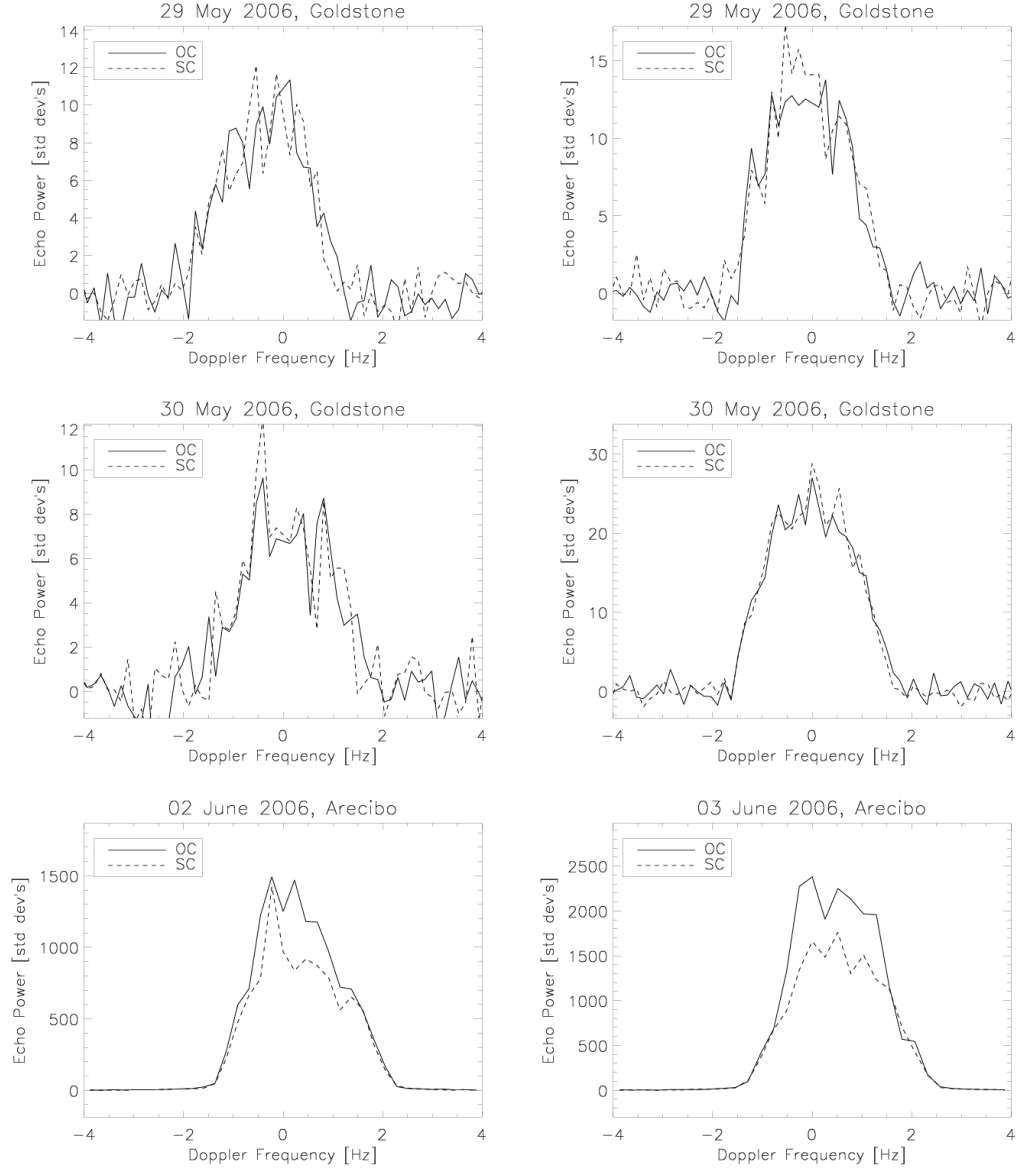 29 May 2006, Goldstone
14
12
10
8
6
4
2
0
Echo Power [std dev's]
OC
SC
−4 −2 0 2 4
Doppler Frequency [Hz]
29 May 2006, Goldstone
15
10
5
0
Echo Power [std dev's]
OC
SC
−4 −2 0 2 4
Doppler Frequency [Hz]
30 May 2006, Goldstone
12
10
8
6
4
2
0
Echo Power [std dev's]
OC
SC
−4 −2 0 2 4
Doppler Frequency [Hz]
30 May 2006, Goldstone
30
20
10
0
Echo Power [std dev's]
OC
SC
−4 −2 0 2 4
Doppler Frequency [Hz]
02 June 2006, Arecibo
1500
1000
500
0
Echo Power [std dev's]
OC
SC
−4 −2 0 2 4
Doppler Frequency [Hz]
03 June 2006, Arecibo
2500
2000
1500
1000
500
0
Echo Power [std dev's]
OC
SC
−4 −2 0 2 4
Doppler Frequency [Hz]